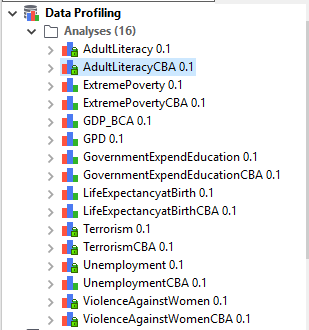 Data Profiling
Analyses (16)
AdultLiteracy 0.1
AdultLiteracyCBA 0.1
ExtremePoverty 0.1
ExtremePovertyCBA 0.1
GDP_BCA 0.1
GPD 0.1
GovernmentExpendEducation 0.1
GovernmentExpendEducationCBA 0.1
LifeExpectancyatBirth 0.1
LifeExpectancyatBirthCBA 0.1
Terrorism 0.1
TerrorismCBA 0.1
Unemployment 0.1
UnemploymentCBA 0.1
ViolenceAgainstWomen 0.1
ViolenceAgainstWomenCBA 0.1